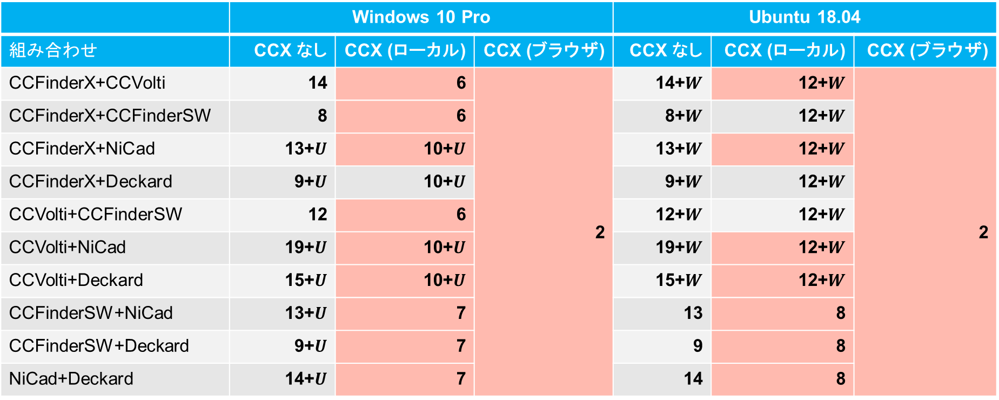 Windows 10 Pro Ubuntu 18.04
組み合わせ CCX なし CCX (ローカル) CCX (ブラウザ) CCX なし CCX (ローカル) CCX (ブラウザ)
CCFinderX+CCVolti 14 6 14+W 12+W
CCFinderX+CCFinderSW 8 6 8+W 12+W
CCFinderX+NiCad 13+U 10+U 13+W 12+W
CCFinderX+Deckard 9+U 10+U 9+W 12+W
CCVolti+CCFinderSW 12 6 12+W 12+W
2 2
CCVolti+NiCad 19+U 10+U 19+W 12+W
CCVolti+Deckard 15+U 10+U 15+W 12+W
CCFinderSW+NiCad 13+U 7 13 8
CCFinderSW+Deckard 9+U 7 9 8
NiCad+Deckard 14+U 7 14 8